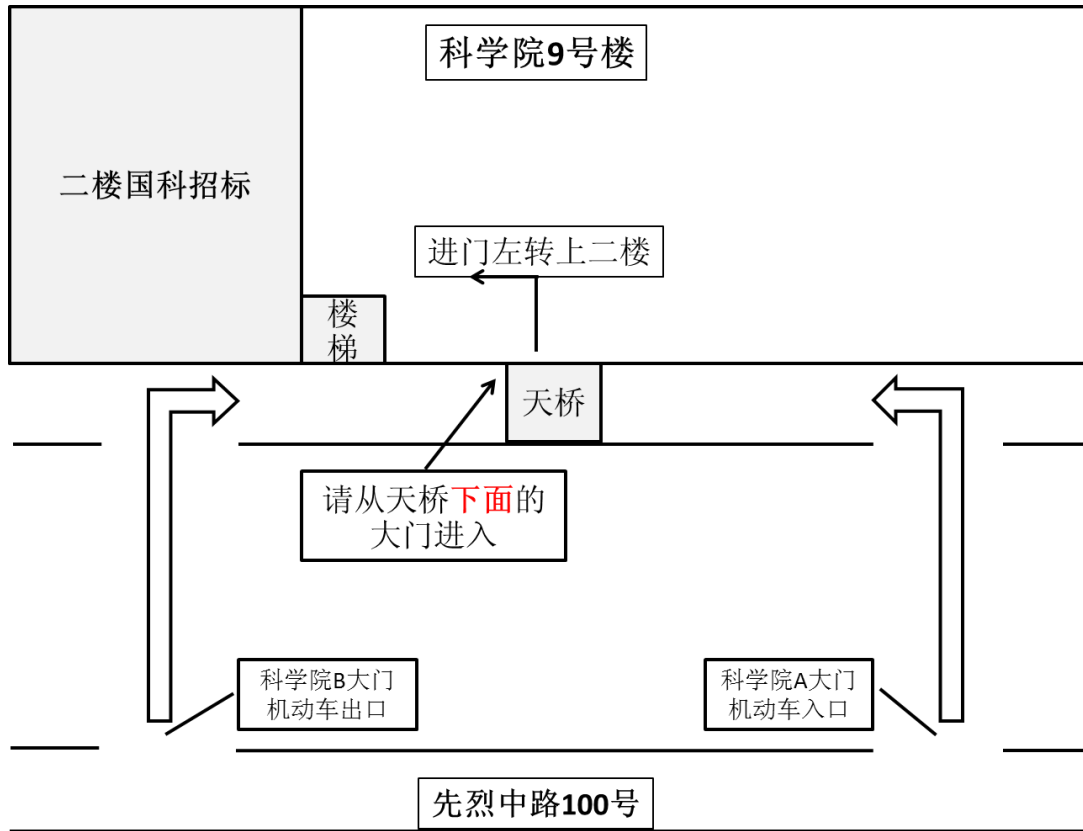 科学院9号楼
二楼国科招标
进门左转上二楼
楼
梯
天桥
请从天桥下面的
大门进入
科学院B大门
机动车出口
科学院A大门
机动车入口
先烈中路100号